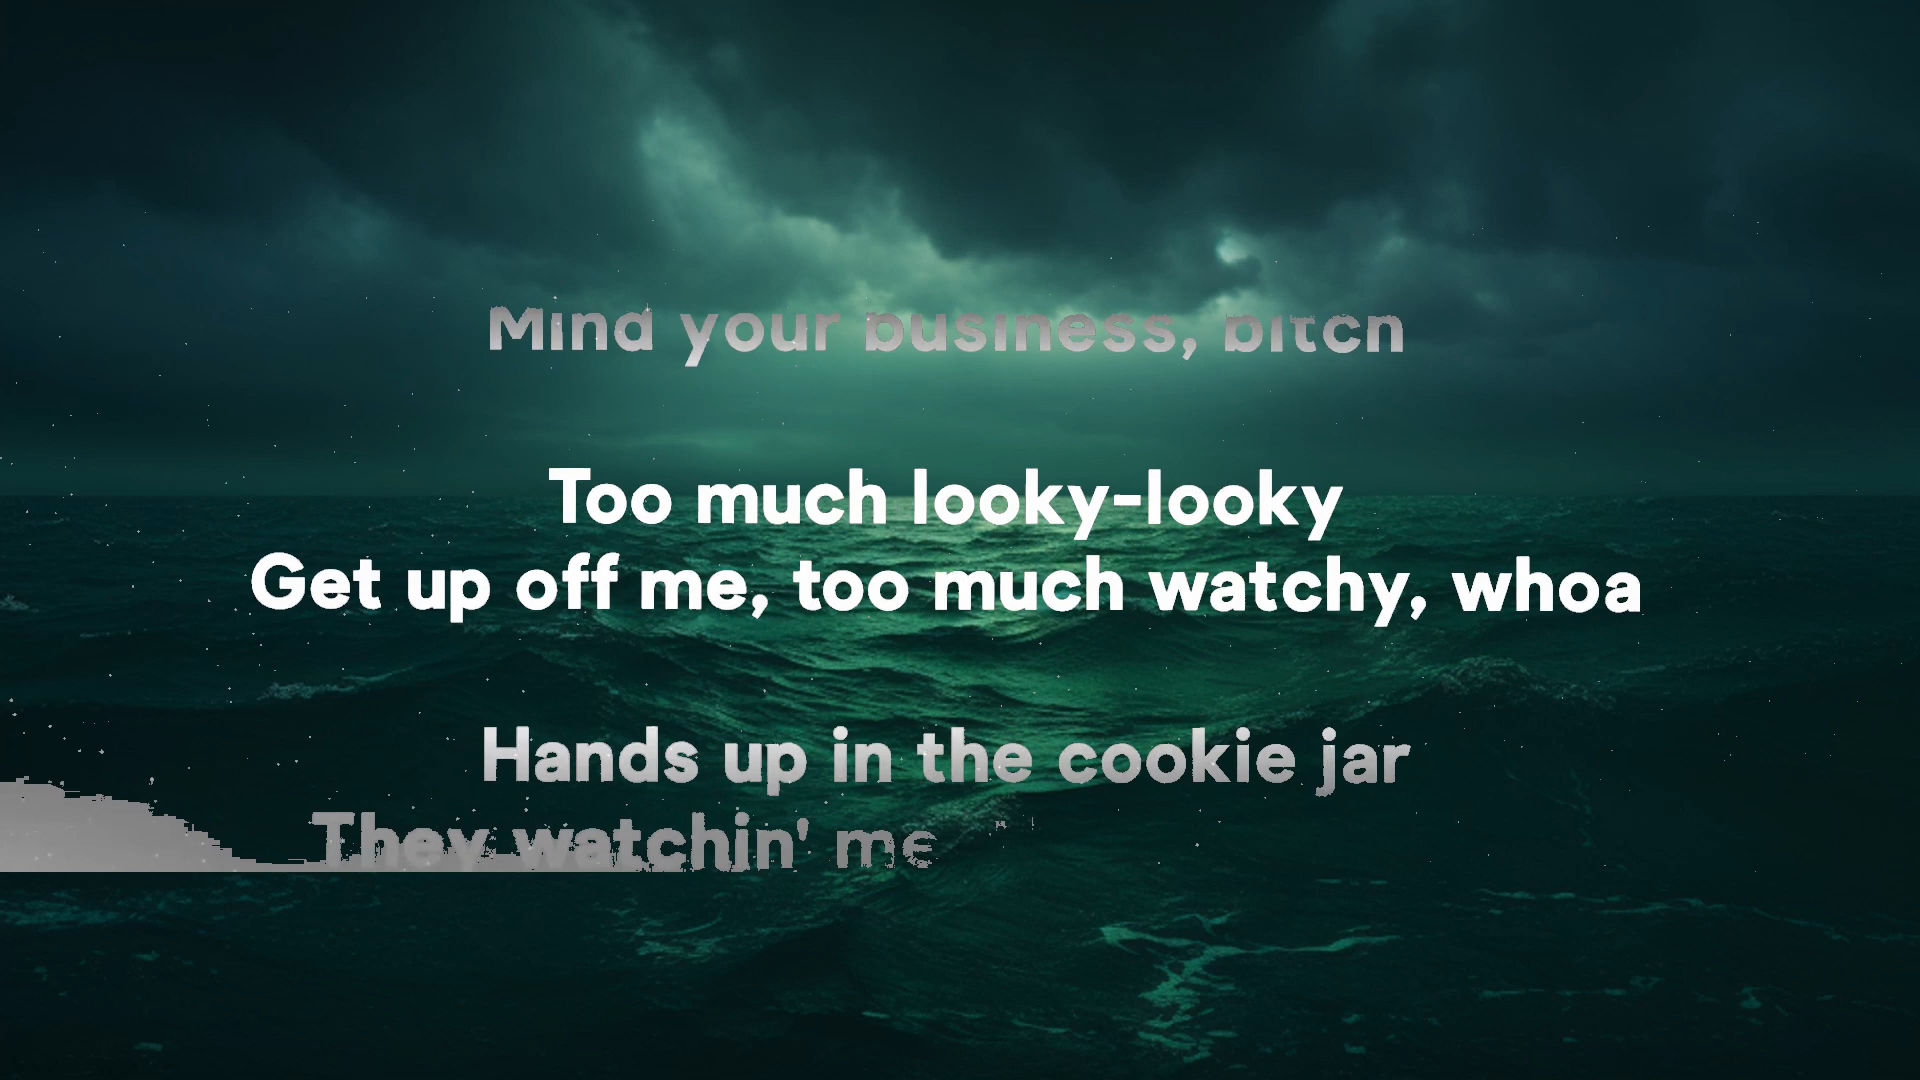 Mind your business, bitch
Too much looky-looky
Get up off me, too much watchy, whoa
Hands up in the cookie jar
They watchin' me